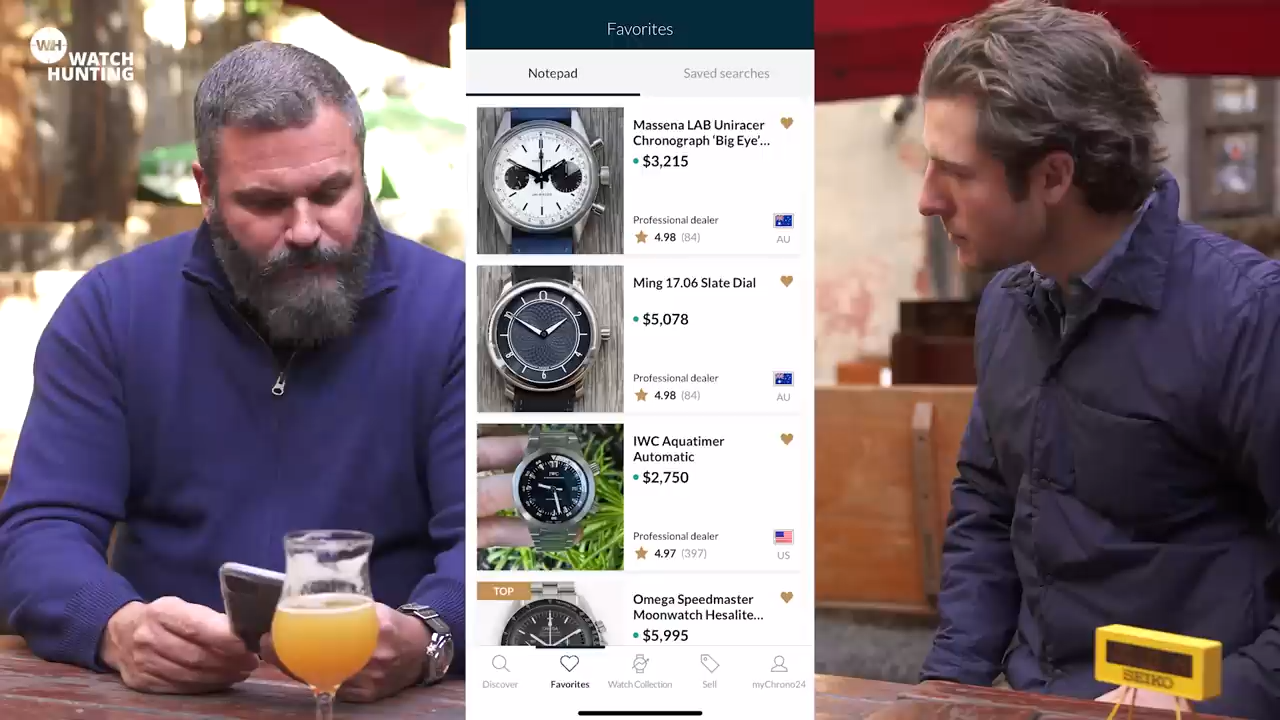 WH WATCH
HUNTING
Favorites
Notepad
Saved searches
Massena LAB Uniracer
Chronograph ‘Big Eye’...
$3,215
Professional dealer
4.98 (84)
AU
Ming 17.06 Slate Dial
$5,078
Professional dealer
4.98 (84)
AU
IWC Aquatimer
Automatic
$2,750
Professional dealer
4.97 (397)
US
TOP
Omega Speedmaster
Moonwatch Hesalite...
$5,995
Discover
Favorites
Watch Collection
Sell
myChrono24
SEIKO
IWC